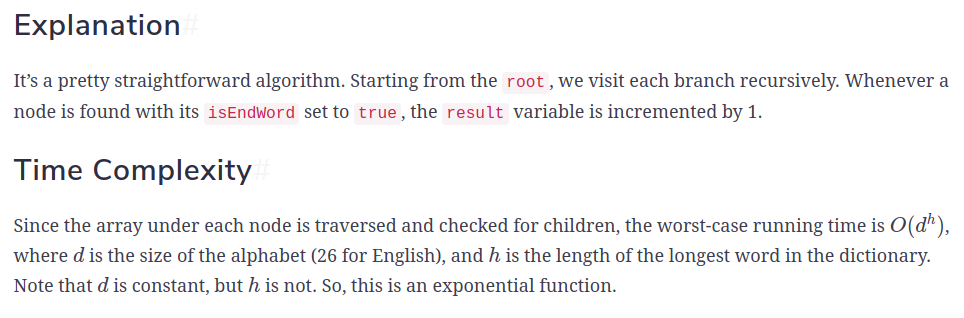 Explanation#
It’s a pretty straightforward algorithm. Starting from the root, we visit each branch recursively. Whenever a
node is found with its isEndWord set to true, the result variable is incremented by 1.
Time Complexity#
Since the array under each node is traversed and checked for children, the worst-case running time is O(d^h),
where d is the size of the alphabet (26 for English), and h is the length of the longest word in the dictionary.
Note that d is constant, but h is not. So, this is an exponential function.